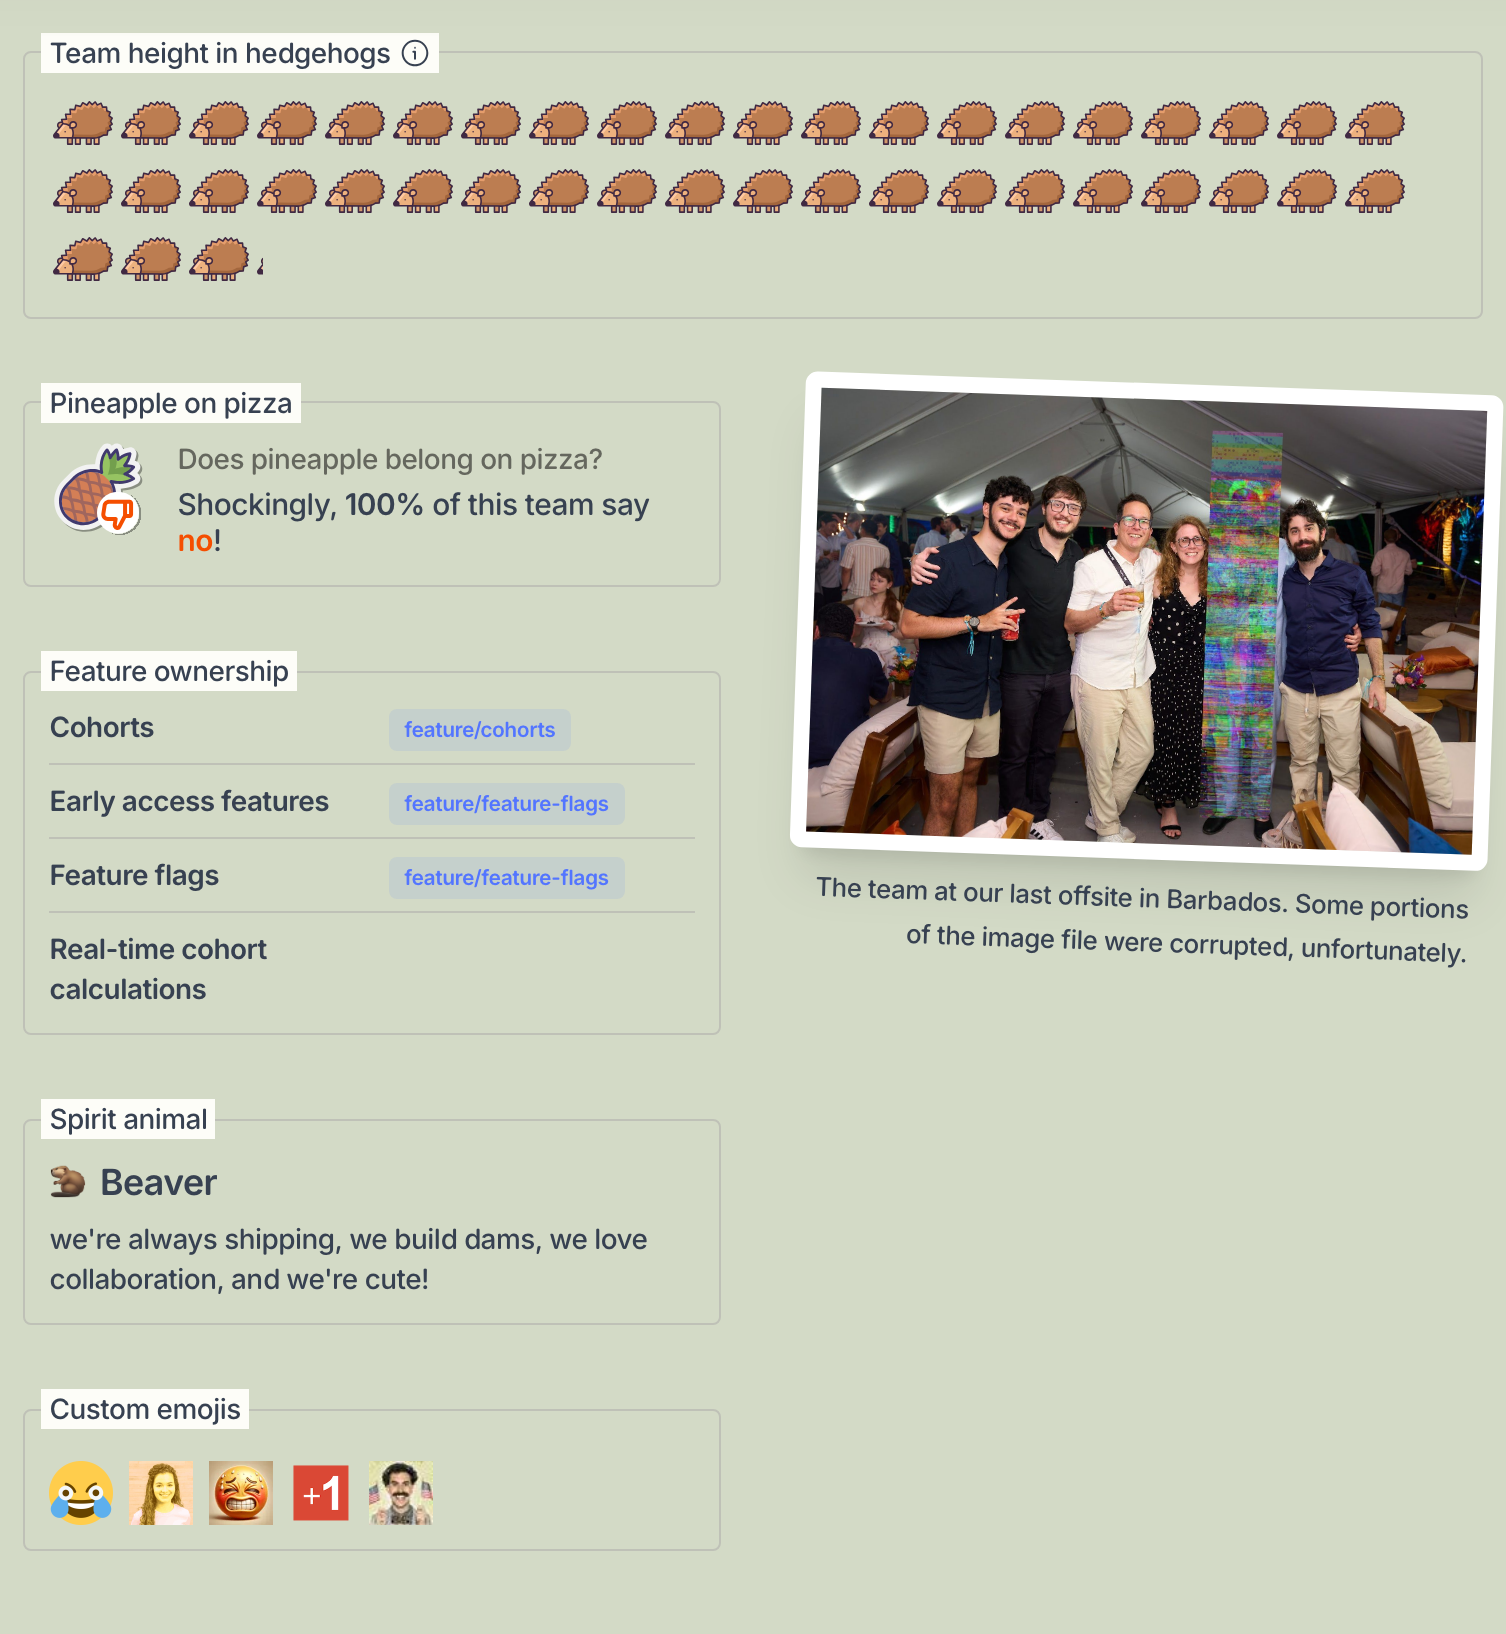 Team height in hedgehogs
Pineapple on pizza
Does pineapple belong on pizza?
Shockingly, 100% of this team say
no!
Feature ownership
Cohorts feature/cohorts
Early access features feature/feature-flags
Feature flags feature/feature-flags
Real-time cohort
calculations
The team at our last offsite in Barbados. Some portions
of the image file were corrupted, unfortunately.
Spirit animal
Beaver
we're always shipping, we build dams, we love
collaboration, and we're cute!
Custom emojis
+1